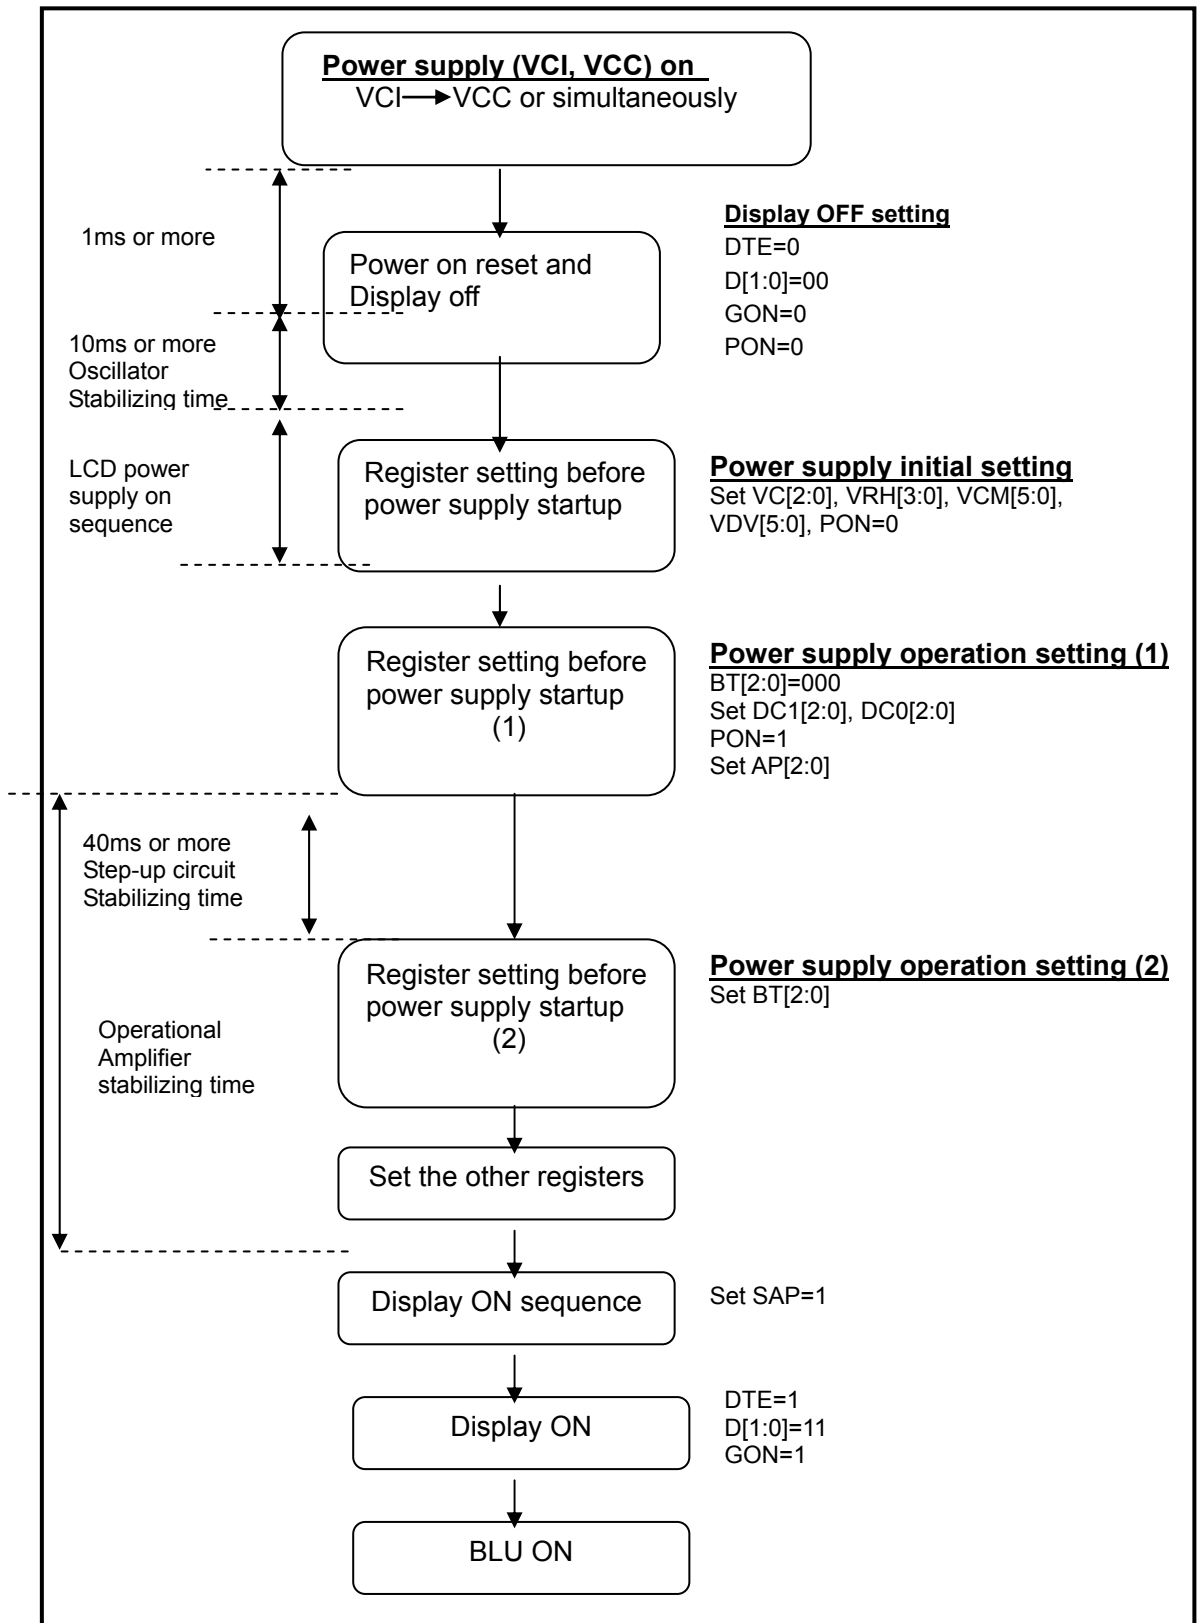 Power supply (VCI, VCC) on
VCI→VCC or simultaneously
1ms or more
Power on reset and
Display off
Display OFF setting
DTE=0
D[1:0]=00
GON=0
PON=0
10ms or more
Oscillator
Stabilizing time
LCD power
supply on
sequence
Register setting before
power supply startup
Power supply initial setting
Set VC[2:0], VRH[3:0], VCM[5:0],
VDV[5:0], PON=0
Register setting before
power supply startup
(1)
Power supply operation setting (1)
BT[2:0]=000
Set DC1[2:0], DC0[2:0]
PON=1
Set AP[2:0]
40ms or more
Step-up circuit
Stabilizing time
Register setting before
power supply startup
(2)
Power supply operation setting (2)
Set BT[2:0]
Operational
Amplifier
stabilizing time
Set the other registers
Display ON sequence
Set SAP=1
Display ON
DTE=1
D[1:0]=11
GON=1
BLU ON